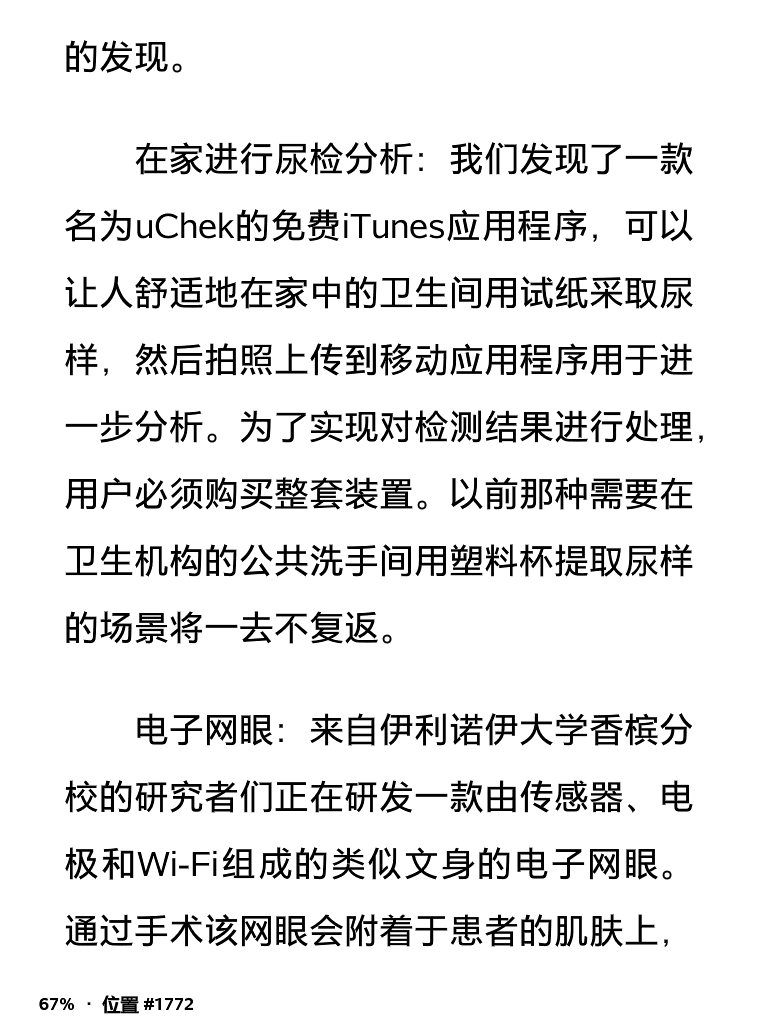 的发现。
在家进行尿检分析：我们发现了一款
名为uChek的免费iTunes应用程序，可以
让人舒适地在家中的卫生间用试纸采取尿
样，然后拍照上传到移动应用程序用于进
一步分析。为了实现对检测结果进行处理，
用户必须购买整套装置。以前那种需要在
卫生机构的公共洗手间用塑料杯提取尿样
的场景将一去不复返。
电子网眼：来自伊利诺伊大学香槟分
校的研究者们正在研发一款由传感器、电
极和Wi-Fi组成的类似文身的电子网眼。
通过手术该网眼会附着于患者的肌肤上，
67% · 位置 #1772